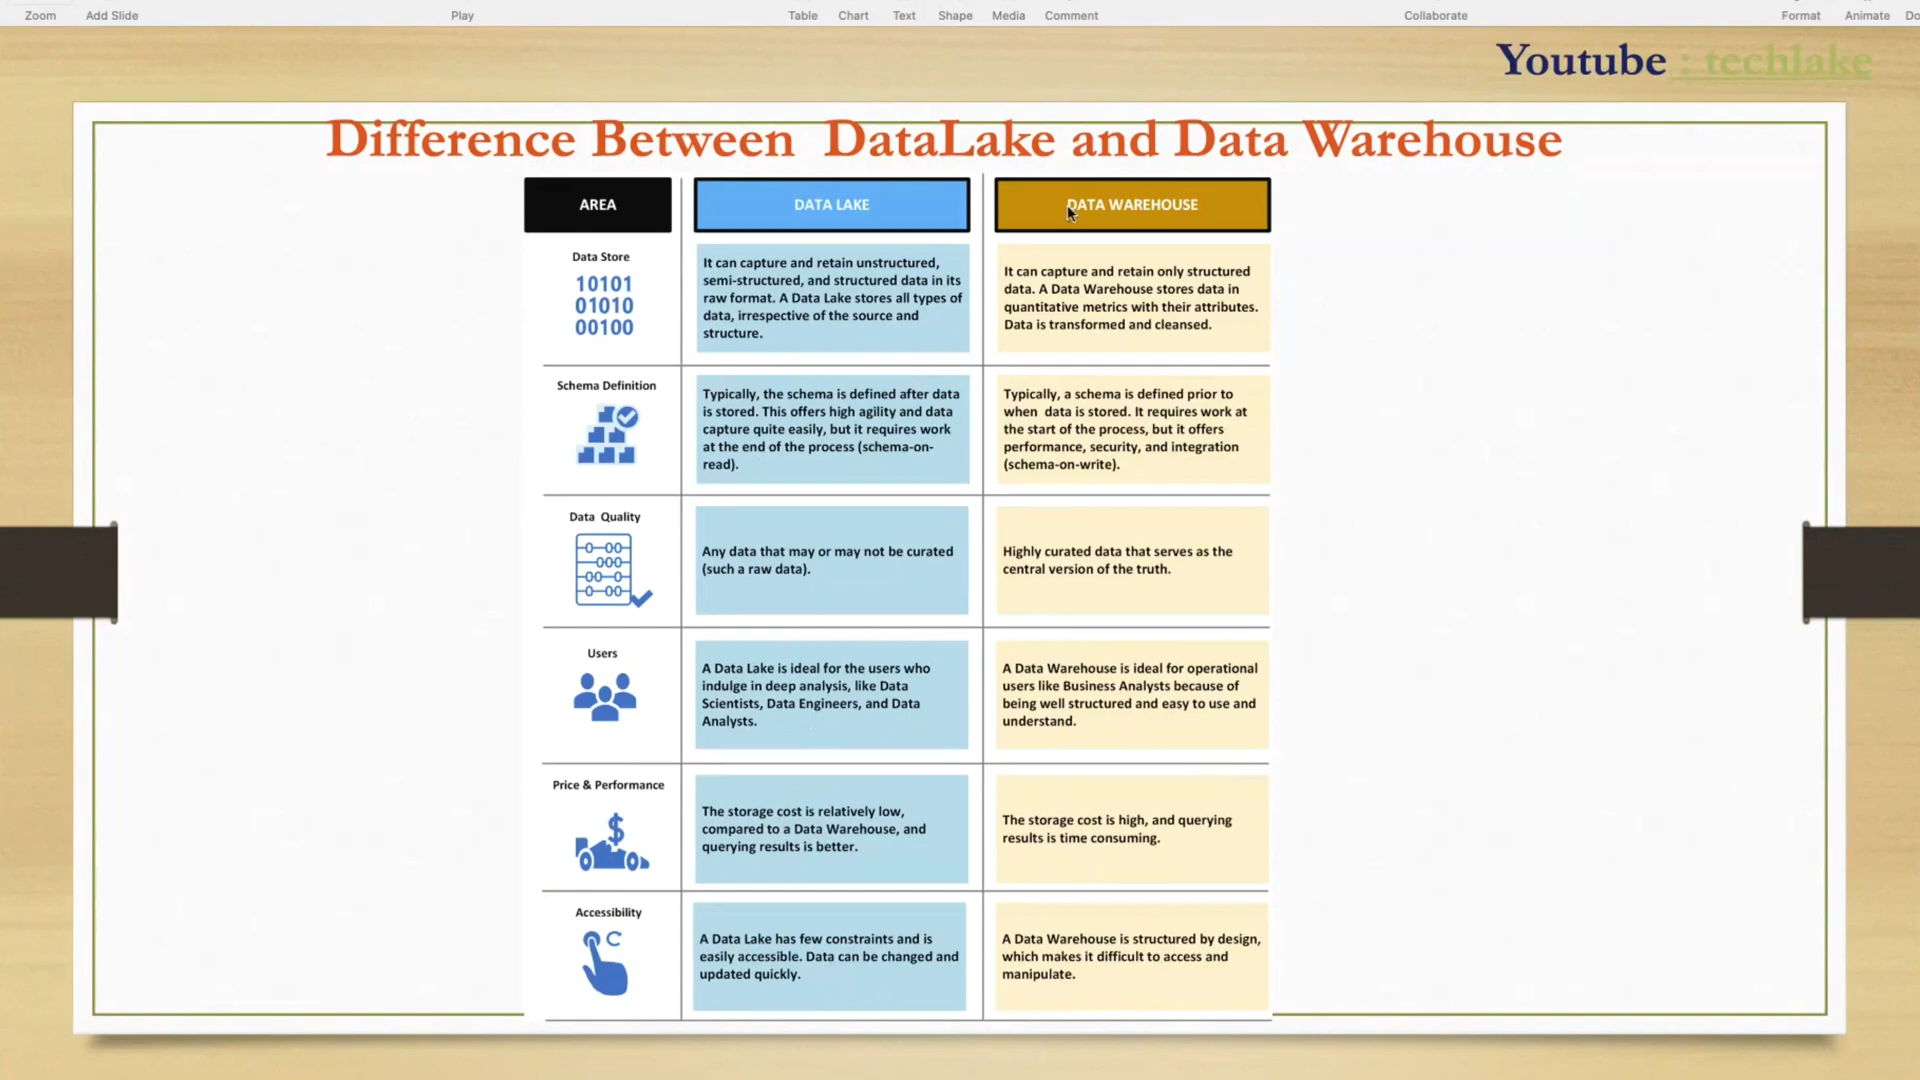 Zoom Add Slide Play Table Chart Text Shape Media Comment Collaborate Format Animate Do
Youtube : techlake
Difference Between DataLake and Data Warehouse
AREA
DATA LAKE
DATA WAREHOUSE
Data Store
10101
01010
00100
It can capture and retain unstructured,
semi-structured, and structured data in its
raw format. A Data Lake stores all types of
data, irrespective of the source and
structure.
It can capture and retain only structured
data. A Data Warehouse stores data in
quantitative metrics with their attributes.
Data is transformed and cleansed.
Schema Definition
Typically, the schema is defined after data
is stored. This offers high agility and data
capture quite easily, but it requires work
at the end of the process (schema-on-
read).
Typically, a schema is defined prior to
when data is stored. It requires work at
the start of the process, but it offers
performance, security, and integration
(schema-on-write).
Data Quality
Any data that may or may not be curated
(such a raw data).
Highly curated data that serves as the
central version of the truth.
Users
A Data Lake is ideal for the users who
indulge in deep analysis, like Data
Scientists, Data Engineers, and Data
Analysts.
A Data Warehouse is ideal for operational
users like Business Analysts because of
being well structured and easy to use and
understand.
Price & Performance
$
The storage cost is relatively low,
compared to a Data Warehouse, and
querying results is better.
The storage cost is high, and querying
results is time consuming.
Accessibility
A Data Lake has few constraints and is
easily accessible. Data can be changed and
updated quickly.
A Data Warehouse is structured by design,
which makes it difficult to access and
manipulate.